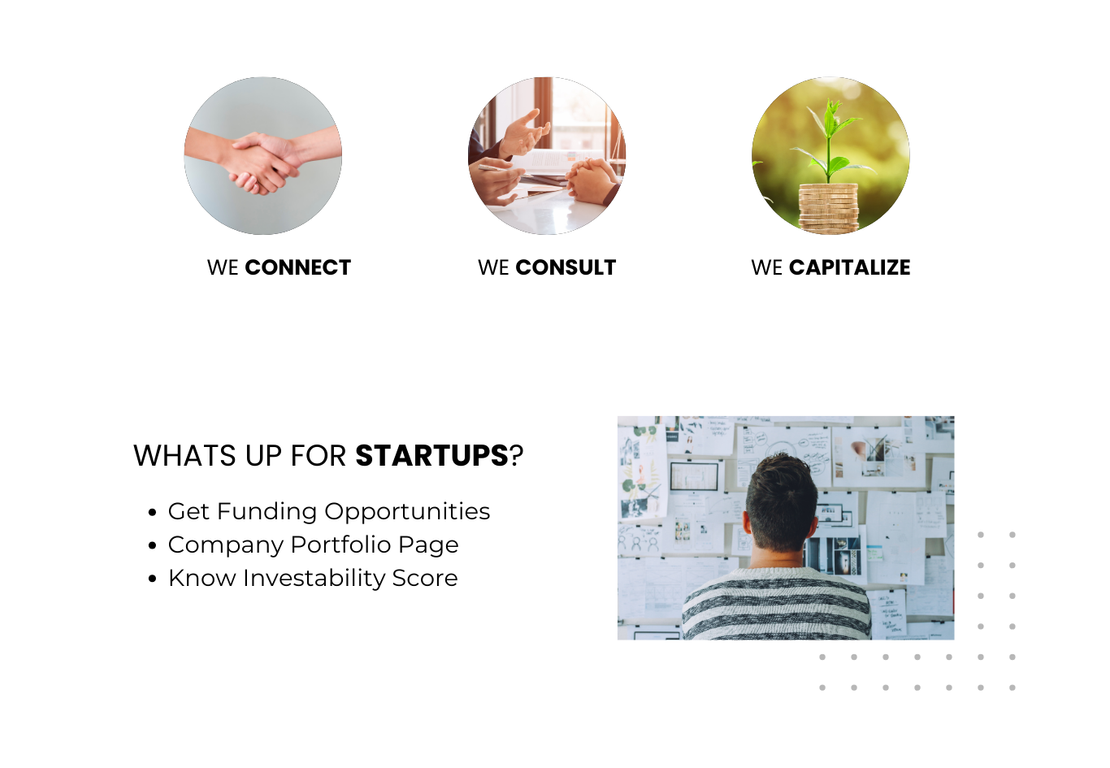 WE CONNECT
WE CONSULT
WE CAPITALIZE
WHATS UP FOR STARTUPS?
• Get Funding Opportunities
• Company Portfolio Page
• Know Investability Score